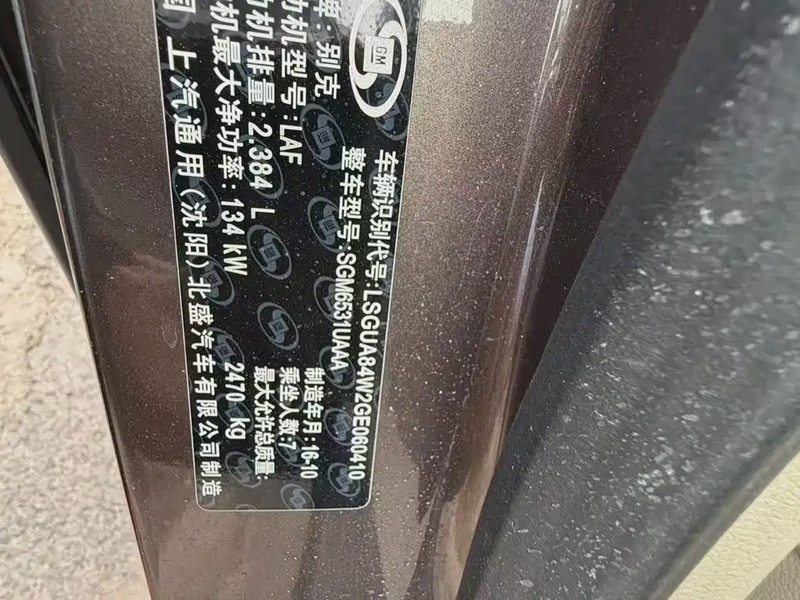 GM
车辆识别代号:LSGUA84W2GE060410
整车型号:SGM6531UAAA
牌:别克
制造年月:16-10
动机型号:LAF
乘坐人数:7
动机排量:2.384 L
最大允许总质量:
机最大净功率:134 kW
2470 kg
国 上汽通用(沈阳)北盛汽车有限公司制造